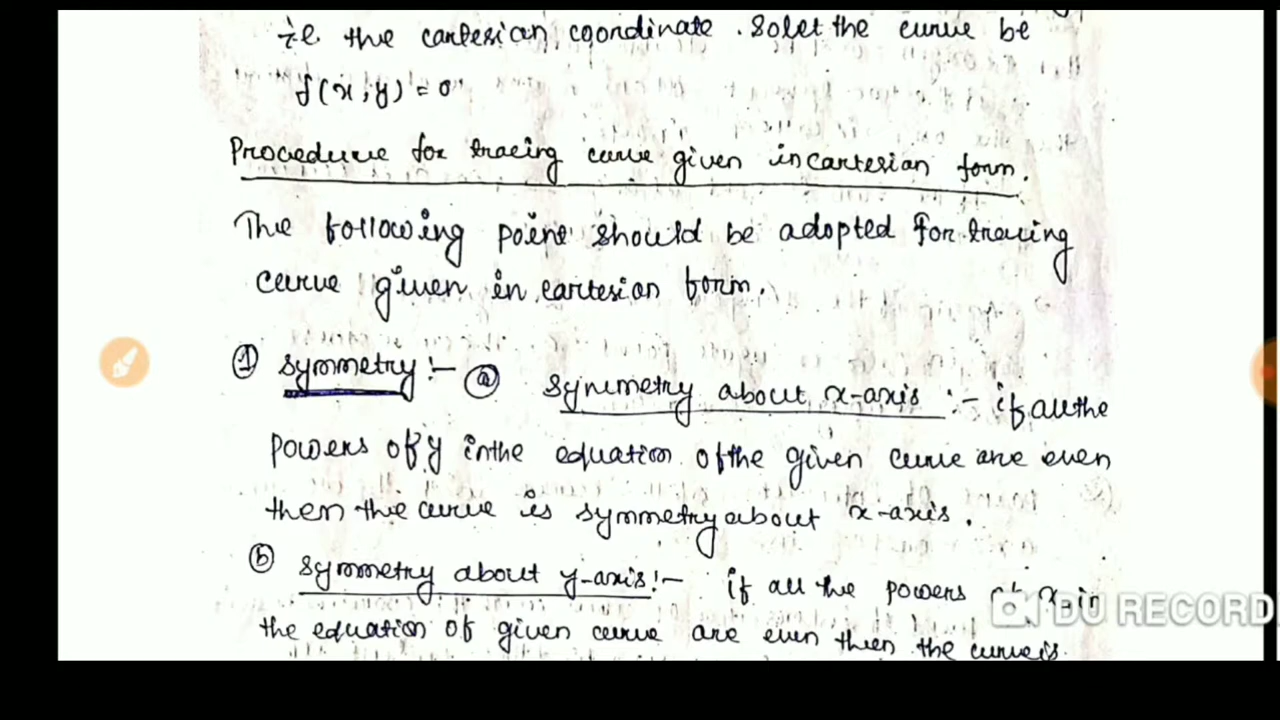 i.e. the cartesian coordinate. So let the curve be
f(x, y) = 0
Procedure for tracing curve given in cartesian form.
The following point should be adopted for tracing
curve given in cartesian form.
① Symmetry :- ⓐ Symmetry about x-axis :- if all the
powers of y in the equation of the given curve are even
then the curve is symmetry about x-axis.
ⓑ Symmetry about y-axis :- if all the powers of x in
the equation of given curve are even then the curve is
DU RECORD